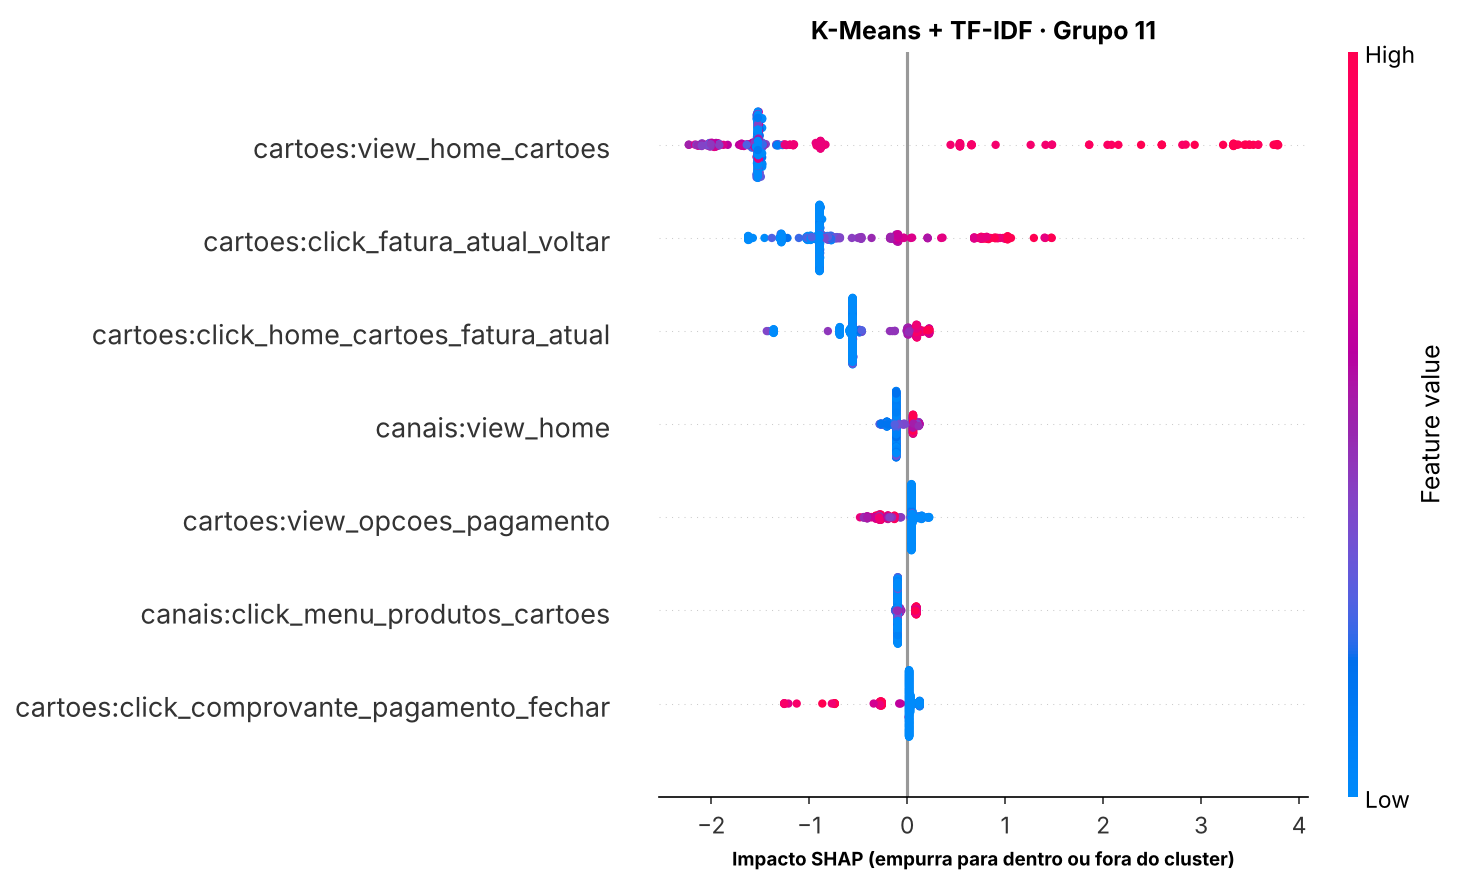 K-Means + TF-IDF · Grupo 11
High
cartoes:view_home_cartoes
cartoes:click_fatura_atual_voltar
cartoes:click_home_cartoes_fatura_atual
canais:view_home
cartoes:view_opcoes_pagamento
canais:click_menu_produtos_cartoes
cartoes:click_comprovante_pagamento_fechar
Feature value
Low
−2 −1 0 1 2 3 4
Impacto SHAP (empurra para dentro ou fora do cluster)